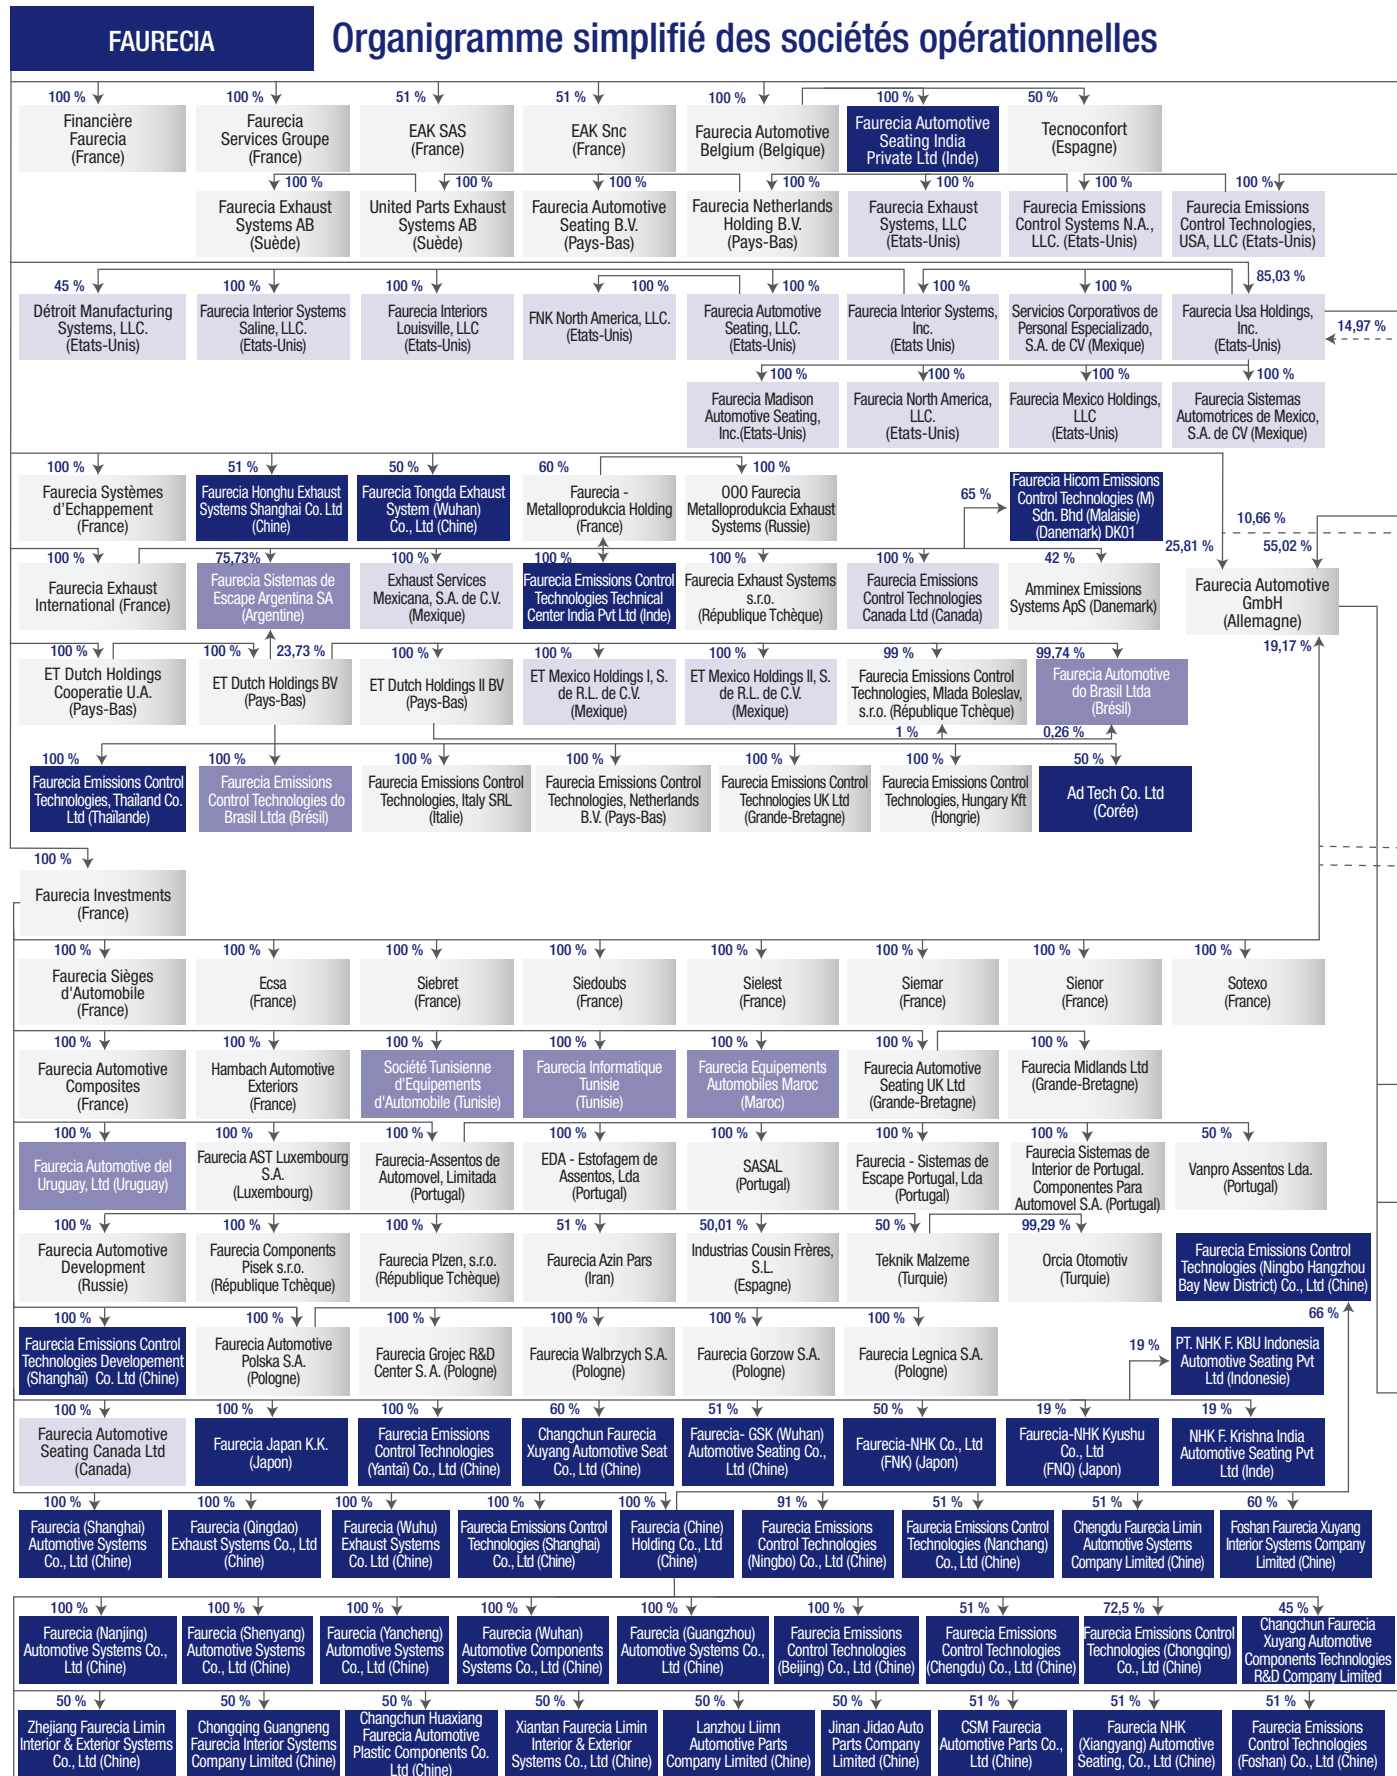 FAURECIA
Organigramme simplifié des sociétés opérationnelles
100 %
100 %
51 %
51 %
100 %
100 %
50 %
Financière
Faurecia
(France)
Faurecia
Services Groupe
(France)
EAK SAS
(France)
EAK Snc
(France)
Faurecia Automotive
Belgium (Belgique)
Faurecia Automotive
Seating India
Private Ltd (Inde)
Tecnoconfort
(Espagne)
100 %
100 %
100 %
100 %
100 %
100 %
100 %
Faurecia Exhaust
Systems AB
(Suède)
United Parts Exhaust
Systems AB
(Suède)
Faurecia Automotive
Seating B.V.
(Pays-Bas)
Faurecia Netherlands
Holding B.V.
(Pays-Bas)
Faurecia Exhaust
Systems, LLC
(Etats-Unis)
Faurecia Emissions
Control Systems N.A.,
LLC. (Etats-Unis)
Faurecia Emissions
Control Technologies,
USA, LLC (Etats-Unis)
45 %
100 %
100 %
100 %
100 %
100 %
100 %
85,03 %
Détroit Manufacturing
Systems, LLC.
(Etats-Unis)
Faurecia Interior Systems
Saline, LLC.
(Etats-Unis)
Faurecia Interiors
Louisville, LLC
(Etats-Unis)
FNK North America, LLC.
(Etats-Unis)
Faurecia Automotive
Seating, LLC.
(Etats-Unis)
Faurecia Interior Systems,
Inc.
(Etats Unis)
Servicios Corporativos de
Personal Especializado,
S.A. de CV (Mexique)
Faurecia Usa Holdings,
Inc.
(Etats-Unis)
14,97 %
100 %
100 %
100 %
100 %
Faurecia Madison
Automotive Seating,
Inc.(Etats-Unis)
Faurecia North America,
LLC.
(Etats-Unis)
Faurecia Mexico Holdings,
LLC
(Etats-Unis)
Faurecia Sistemas
Automotrices de Mexico,
S.A. de CV (Mexique)
100 %
51 %
50 %
60 %
100 %
Faurecia Systèmes
d'Echappement
(France)
Faurecia Honghu Exhaust
Systems Shanghai Co. Ltd
(Chine)
Faurecia Tongda Exhaust
System (Wuhan)
Co., Ltd (Chine)
Faurecia -
Metalloprodukcia Holding
(France)
OOO Faurecia
Metalloprodukcia Exhaust
Systems (Russie)
65 %
Faurecia Hicom Emissions
Control Technologies (M)
Sdn. Bhd (Malaisie)
(Danemark) DK01
10,66 %
25,81 %
55,02 %
100 %
75,73%
100 %
100 %
100 %
100 %
42 %
Faurecia Exhaust
International (France)
Faurecia Sistemas de
Escape Argentina SA
(Argentine)
Exhaust Services
Mexicana, S.A. de C.V.
(Mexique)
Faurecia Emissions Control
Technologies Technical
Center India Pvt Ltd (Inde)
Faurecia Exhaust Systems
s.r.o.
(République Tchèque)
Faurecia Emissions
Control Technologies
Canada Ltd (Canada)
Amminex Emissions
Systems ApS (Danemark)
Faurecia Automotive
GmbH
(Allemagne)
19,17 %
100 %
100 %
23,73 %
100 %
100 %
100 %
99 %
99,74 %
ET Dutch Holdings
Cooperatie U.A.
(Pays-Bas)
ET Dutch Holdings BV
(Pays-Bas)
ET Dutch Holdings II BV
(Pays-Bas)
ET Mexico Holdings I, S.
de R.L. de C.V.
(Mexique)
ET Mexico Holdings II, S.
de R.L. de C.V.
(Mexique)
Faurecia Emissions Control
Technologies, Mlada Boleslav,
s.r.o. (République Tchèque)
Faurecia Automotive
do Brasil Ltda
(Brésil)
1 %
0,26 %
100 %
100 %
100 %
100 %
100 %
100 %
50 %
Faurecia Emissions Control
Technologies, Thaïland Co.
Ltd (Thaïlande)
Faurecia Emissions
Control Technologies do
Brasil Ltda (Brésil)
Faurecia Emissions Control
Technologies, Italy SRL
(Italie)
Faurecia Emissions Control
Technologies, Netherlands
B.V. (Pays-Bas)
Faurecia Emissions Control
Technologies UK Ltd
(Grande-Bretagne)
Faurecia Emissions Control
Technologies, Hungary Kft
(Hongrie)
Ad Tech Co. Ltd
(Corée)
100 %
Faurecia Investments
(France)
100 %
100 %
100 %
100 %
100 %
100 %
100 %
100 %
Faurecia Sièges
d'Automobile
(France)
Ecsa
(France)
Siebret
(France)
Siedoubs
(France)
Sielest
(France)
Siemar
(France)
Sienor
(France)
Sotexo
(France)
100 %
100 %
100 %
100 %
100 %
100 %
100 %
Faurecia Automotive
Composites
(France)
Hambach Automotive
Exteriors
(France)
Société Tunisienne
d'Equipements
d'Automobile (Tunisie)
Faurecia Informatique
Tunisie
(Tunisie)
Faurecia Equipements
Automobiles Maroc
(Maroc)
Faurecia Automotive
Seating UK Ltd
(Grande-Bretagne)
Faurecia Midlands Ltd
(Grande-Bretagne)
100 %
100 %
100 %
100 %
100 %
100 %
100 %
50 %
Faurecia Automotive del
Uruguay, Ltd (Uruguay)
Faurecia AST Luxembourg
S.A.
(Luxembourg)
Faurecia-Assentos de
Automovel, Limitada
(Portugal)
EDA - Estofagem de
Assentos, Lda
(Portugal)
SASAL
(Portugal)
Faurecia - Sistemas de
Escape Portugal, Lda
(Portugal)
Faurecia Sistemas de
Interior de Portugal.
Componentes Para
Automovel S.A. (Portugal)
Vanpro Assentos Lda.
(Portugal)
100 %
100 %
100 %
51 %
50,01 %
50 %
99,29 %
Faurecia Automotive
Development
(Russie)
Faurecia Components
Pisek s.r.o.
(République Tchèque)
Faurecia Plzen, s.r.o.
(République Tchèque)
Faurecia Azin Pars
(Iran)
Industrias Cousin Frères,
S.L.
(Espagne)
Teknik Malzeme
(Turquie)
Orcia Otomotiv
(Turquie)
Faurecia Emissions Control
Technologies (Ningbo Hangzhou
Bay New District) Co., Ltd (Chine)
66 %
100 %
100 %
100 %
100 %
100 %
100 %
Faurecia Emissions Control
Technologies Developement
(Shanghaï) Co. Ltd (Chine)
Faurecia Automotive
Polska S.A.
(Pologne)
Faurecia Grojec R&D
Center S. A. (Pologne)
Faurecia Walbrzych S.A.
(Pologne)
Faurecia Gorzow S.A.
(Pologne)
Faurecia Legnica S.A.
(Pologne)
19 %
PT. NHK F. KBU Indonesia
Automotive Seating Pvt
Ltd (Indonesie)
100 %
100 %
100 %
60 %
51 %
50 %
19 %
19 %
Faurecia Automotive
Seating Canada Ltd
(Canada)
Faurecia Japan K.K.
(Japon)
Faurecia Emissions
Control Technologies
(Yantaï) Co., Ltd (Chine)
Changchun Faurecia
Xuyang Automotive Seat
Co., Ltd (Chine)
Faurecia- GSK (Wuhan)
Automotive Seating Co.,
Ltd (Chine)
Faurecia-NHK Co., Ltd
(FNK) (Japon)
Faurecia-NHK Kyushu
Co., Ltd
(FNQ) (Japon)
NHK F. Krishna India
Automotive Seating Pvt
Ltd (Inde)
100 %
100 %
100 %
100 %
100 %
91 %
51 %
51 %
60 %
Faurecia (Shanghai)
Automotive Systems
Co., Ltd (Chine)
Faurecia (Qingdao)
Exhaust Systems Co., Ltd
(Chine)
Faurecia (Wuhu)
Exhaust Systems
Co. Ltd (Chine)
Faurecia Emissions Control
Technologies (Shanghai)
Co., Ltd (Chine)
Faurecia (Chine)
Holding Co., Ltd
(Chine)
Faurecia Emissions
Control Technologies
(Ningbo) Co., Ltd (Chine)
Faurecia Emissions Control
Technologies (Nanchang)
Co., Ltd (Chine)
Chengdu Faurecia Limin
Automotive Systems
Company Limited (Chine)
Foshan Faurecia Xuyang
Interior Systems Company
Limited (Chine)
100 %
100 %
100 %
100 %
100 %
100 %
51 %
72,5 %
45 %
Faurecia (Nanjing)
Automotive Systems Co.,
Ltd (Chine)
Faurecia (Shenyang)
Automotive Systems
Co., Ltd (Chine)
Faurecia (Yancheng)
Automotive Systems
Co., Ltd (Chine)
Faurecia (Wuhan)
Automotive Components
Systems Co., Ltd (Chine)
Faurecia (Guangzhou)
Automotive Systems Co.,
Ltd (Chine)
Faurecia Emissions
Control Technologies
(Beijing) Co., Ltd (Chine)
Faurecia Emissions
Control Technologies
(Chengdu) Co., Ltd (Chine)
Faurecia Emissions Control
Technologies (Chongqing)
Co., Ltd (Chine)
Changchun Faurecia
Xuyang Automotive
Components Technologies
R&D Company Limited
50 %
50 %
50 %
50 %
50 %
50 %
51 %
51 %
51 %
Zhejiang Faurecia Limin
Interior & Exterior Systems
Co., Ltd (Chine)
Chongqing Guangneng
Faurecia Interior Systems
Company Limited (Chine)
Changchun Huaxiang
Faurecia Automotive
Plastic Components Co.
Ltd (Chine)
Xiantan Faurecia Limin
Interior & Exterior
Systems Co., Ltd (Chine)
Lanzhou Liimn
Automotive Parts
Company Limited (Chine)
Jinan Jidao Auto
Parts Company
Limited (Chine)
CSM Faurecia
Automotive Parts Co.,
Ltd (Chine)
Faurecia NHK
(Xiangyang) Automotive
Seating, Co., Ltd (Chine)
Faurecia Emissions
Control Technologies
(Foshan) Co., Ltd (Chine)